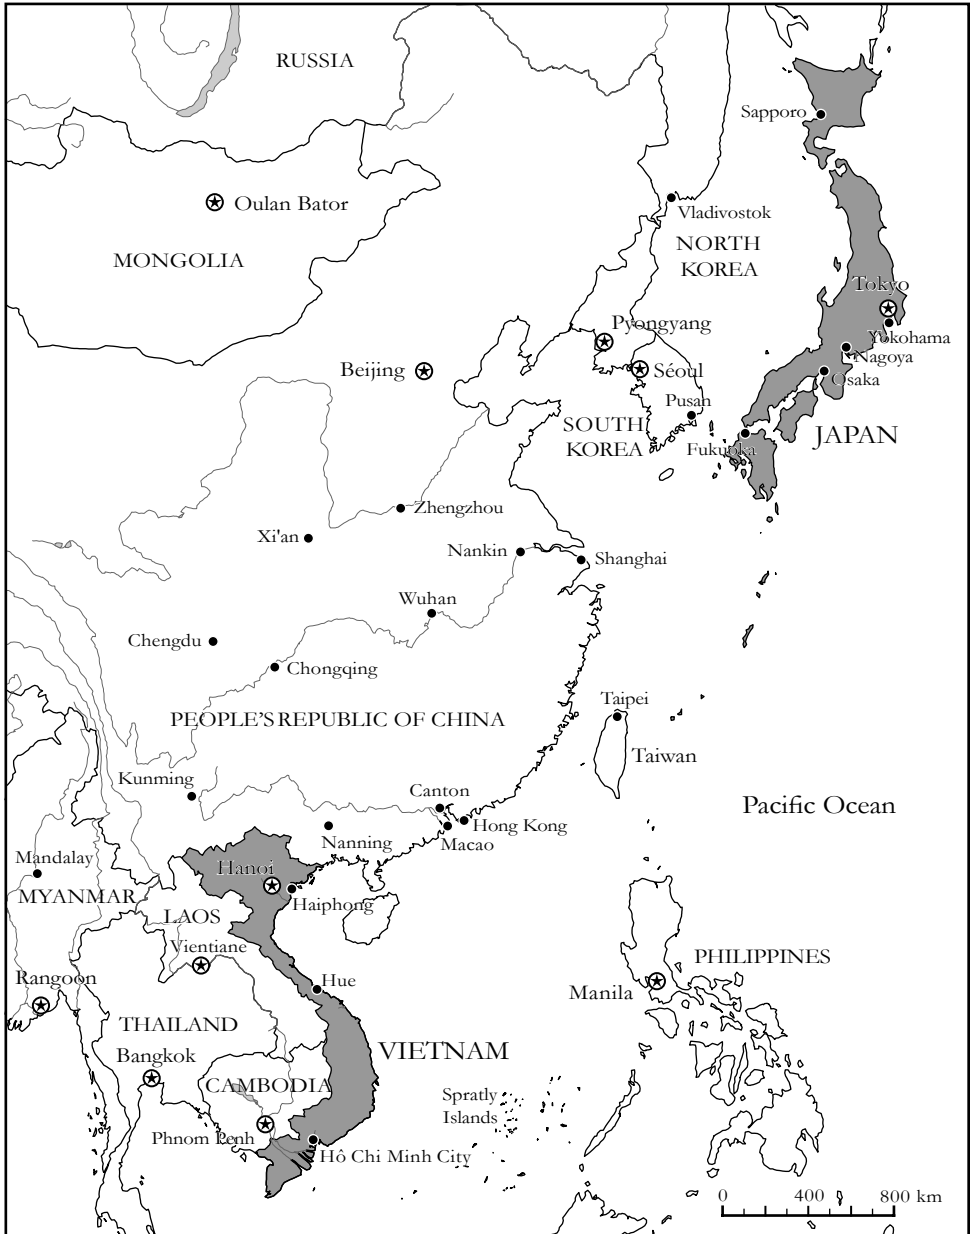 RUSSIA
Sapporo
Oulan Bator
Vladivostok
NORTH
KOREA
MONGOLIA
Tokyo
Pyongyang
Yokohama
Nagoya
Beijing
Séoul
Osaka
Pusan
SOUTH
KOREA
JAPAN
Fukuoka
Zhengzhou
Xi'an
Nankin
Shanghai
Wuhan
Chengdu
Chongqing
Taipei
PEOPLE'S REPUBLIC OF CHINA
Taiwan
Kunming
Canton
Pacific Ocean
Hong Kong
Nanning
Macao
Mandalay
Hanoi
MYANMAR
Haiphong
LAOS
Vientiane
PHILIPPINES
Rangoon
Hue
Manila
THAILAND
VIETNAM
Bangkok
CAMBODIA
Spratly
Islands
Phnom Penh
Hô Chi Minh City
0 400 800 km